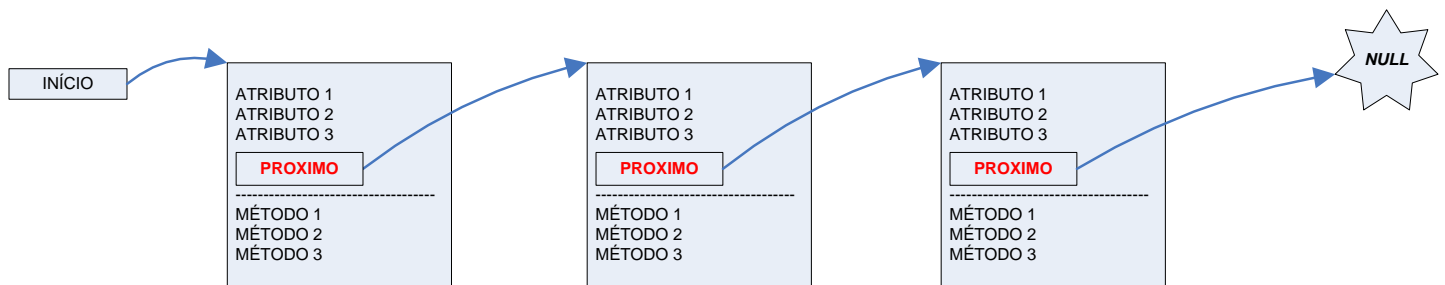 INÍCIO
ATRIBUTO 1
ATRIBUTO 2
ATRIBUTO 3
PROXIMO
-----------------------------------
MÉTODO 1
MÉTODO 2
MÉTODO 3
ATRIBUTO 1
ATRIBUTO 2
ATRIBUTO 3
PROXIMO
-----------------------------------
MÉTODO 1
MÉTODO 2
MÉTODO 3
ATRIBUTO 1
ATRIBUTO 2
ATRIBUTO 3
PROXIMO
-----------------------------------
MÉTODO 1
MÉTODO 2
MÉTODO 3
NULL